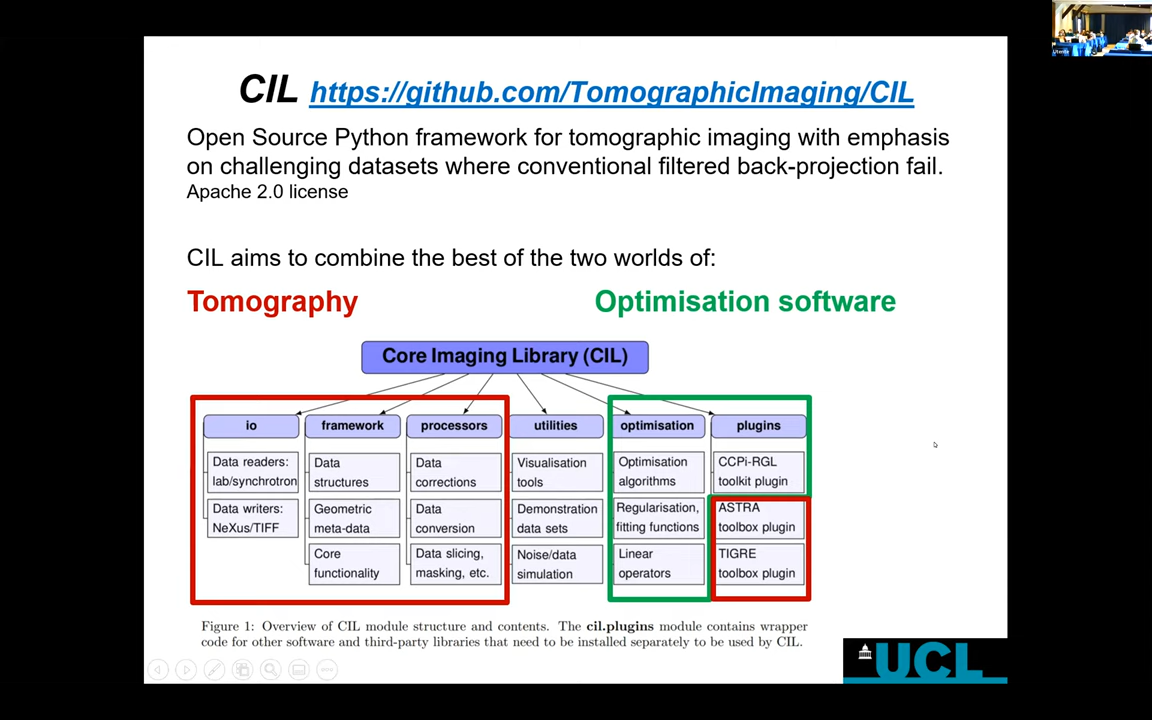 CIL https://github.com/TomographicImaging/CIL
Open Source Python framework for tomographic imaging with emphasis
on challenging datasets where conventional filtered back-projection fail.
Apache 2.0 license
CIL aims to combine the best of the two worlds of:
Tomography
Optimisation software
Core Imaging Library (CIL)
io
Data readers:
lab/synchrotron
Data writers:
NeXus/TIFF
framework
Data
structures
Geometric
meta-data
Core
functionality
processors
Data
corrections
Data
conversion
Data slicing,
masking, etc.
utilities
Visualisation
tools
Demonstration
data sets
Noise/data
simulation
optimisation
Optimisation
algorithms
Regularisation,
fitting functions
Linear
operators
plugins
CCPi-RGL
toolkit plugin
ASTRA
toolbox plugin
TIGRE
toolbox plugin
Figure 1: Overview of CIL module structure and contents. The cil.plugins module contains wrapper
code for other software and third-party libraries that need to be installed separately to be used by CIL.
UCL